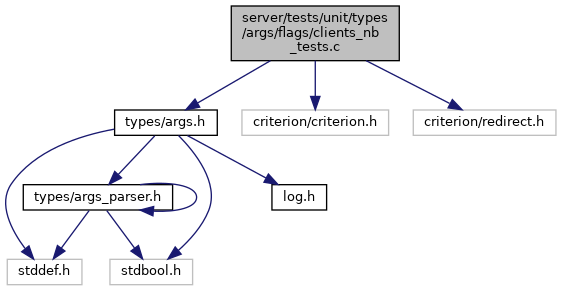 server/tests/unit/types
/args/flags/clients_nb
_tests.c
types/args.h
criterion/criterion.h
criterion/redirect.h
types/args_parser.h
log.h
stddef.h
stdbool.h